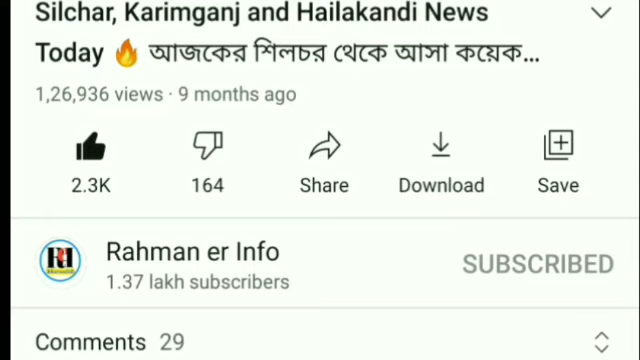 Silchar, Karimganj and Hailakandi News
Today 🔥 আজকের শিলচর থেকে আসা কয়েক...
1,26,936 views · 9 months ago
2.3K 164 Share Download Save
Rahman er Info
SUBSCRIBED
1.37 lakh subscribers
Comments 29